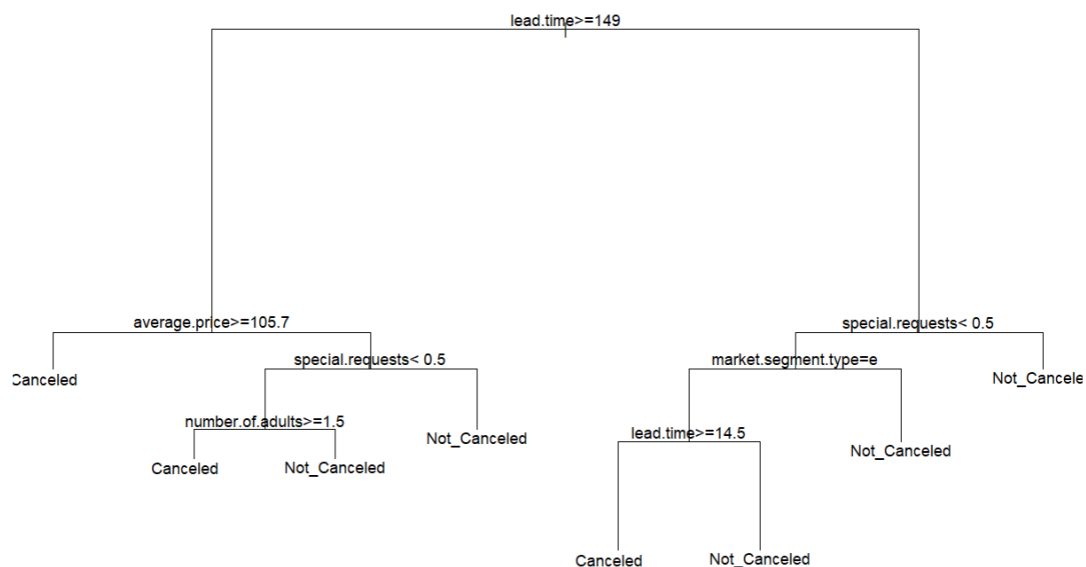 lead.time>=149
average.price>=105.7
special.requests< 0.5
special.requests< 0.5
market.segment.type=e
Canceled
Not_Cancele
number.of.adults>=1.5
Not_Canceled
lead.time>=14.5
Not_Canceled
Canceled
Not_Canceled
Canceled
Not_Canceled